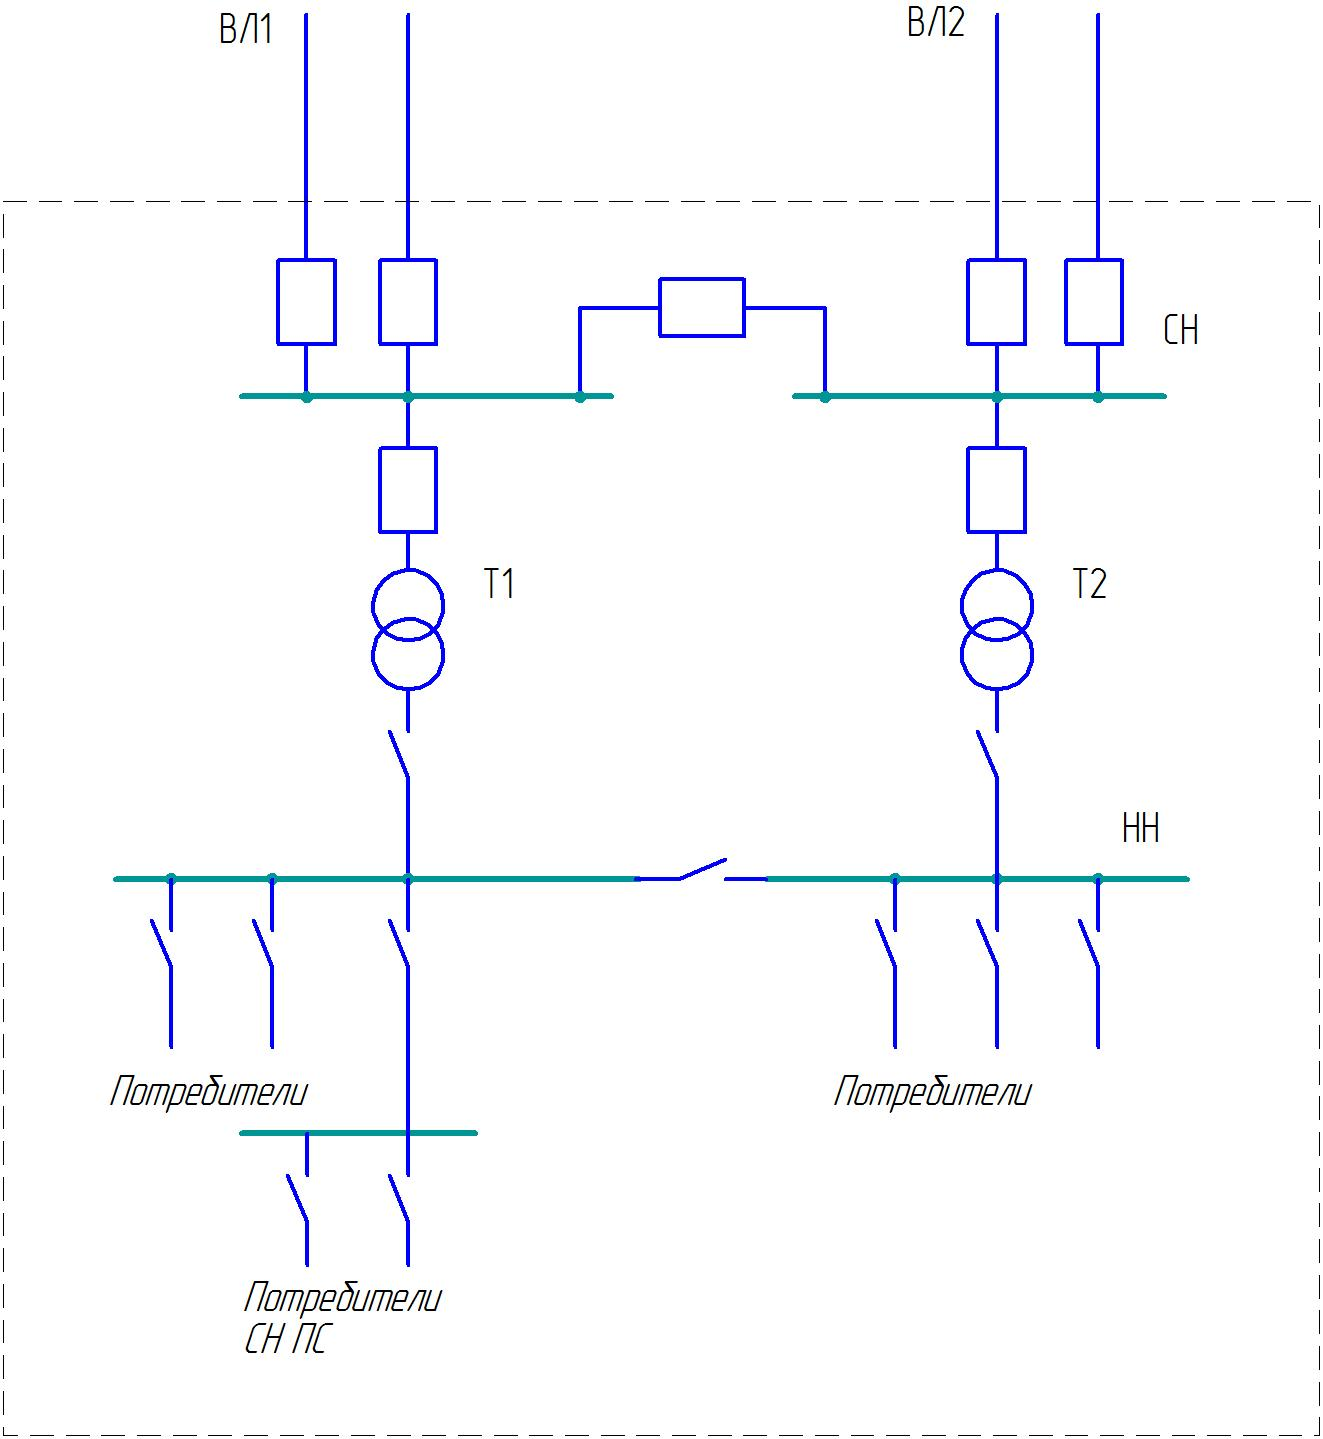 ВЛ1
ВЛ2
СН
Т1
Т2
НН
Потребители
Потребители
Потребители
СН ПС